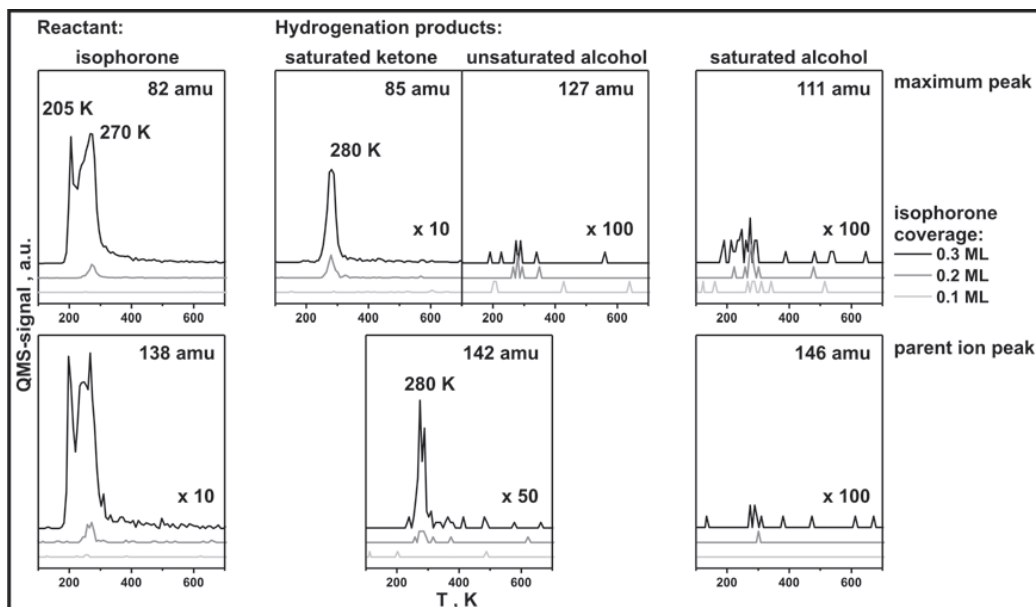 Reactant:
Hydrogenation products:
isophorone
saturated ketone
unsaturated alcohol
saturated alcohol
82 amu
205 K
270 K
85 amu
280 K
x 10
127 amu
x 100
111 amu
x 100
maximum peak
isophorone
coverage:
0.3 ML
0.2 ML
0.1 ML
200 400 600
200 400 600
200 400 600
200 400 600
QMS-signal , a.u.
138 amu
x 10
142 amu
280 K
x 50
146 amu
x 100
parent ion peak
200 400 600
200 400 600
200 400 600
T , K